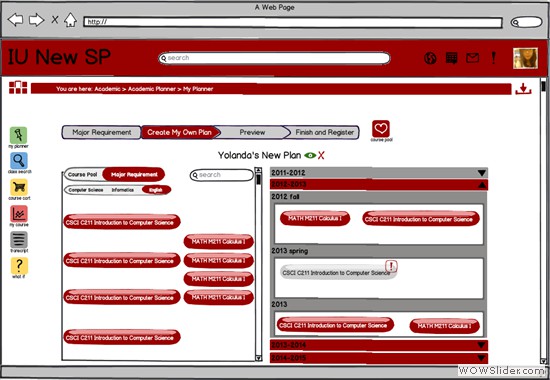 A Web Page
http://
IU New SP
search
You are here: Academic > Academic Planner > My Planner
Major Requirement
Create My Own Plan
Preview
Finish and Register
course pool
Yolanda's New Plan X
my planner
class search
course cart
my course
transcript
what if
Course Pool
Major Requirement
search
Computer Science
Informatics
English
CSCI C211 Introduction to Computer Science
MATH M211 Calculus I
CSCI C211 Introduction to Computer Science
MATH M211 Calculus I
CSCI C211 Introduction to Computer Science
MATH M211 Calculus I
MATH M211 Calculus I
CSCI C211 Introduction to Computer Science
2011-2012
2012-2013
2012 fall
MATH M211 Calculus I
CSCI C211 Introduction to Computer Science
2013 spring
CSCI C211 Introduction to Computer Science
!
2013
CSCI C211 Introduction to Computer Science
MATH M211 Calculus I
2013-2014
2014-2015
WOWSlider.com